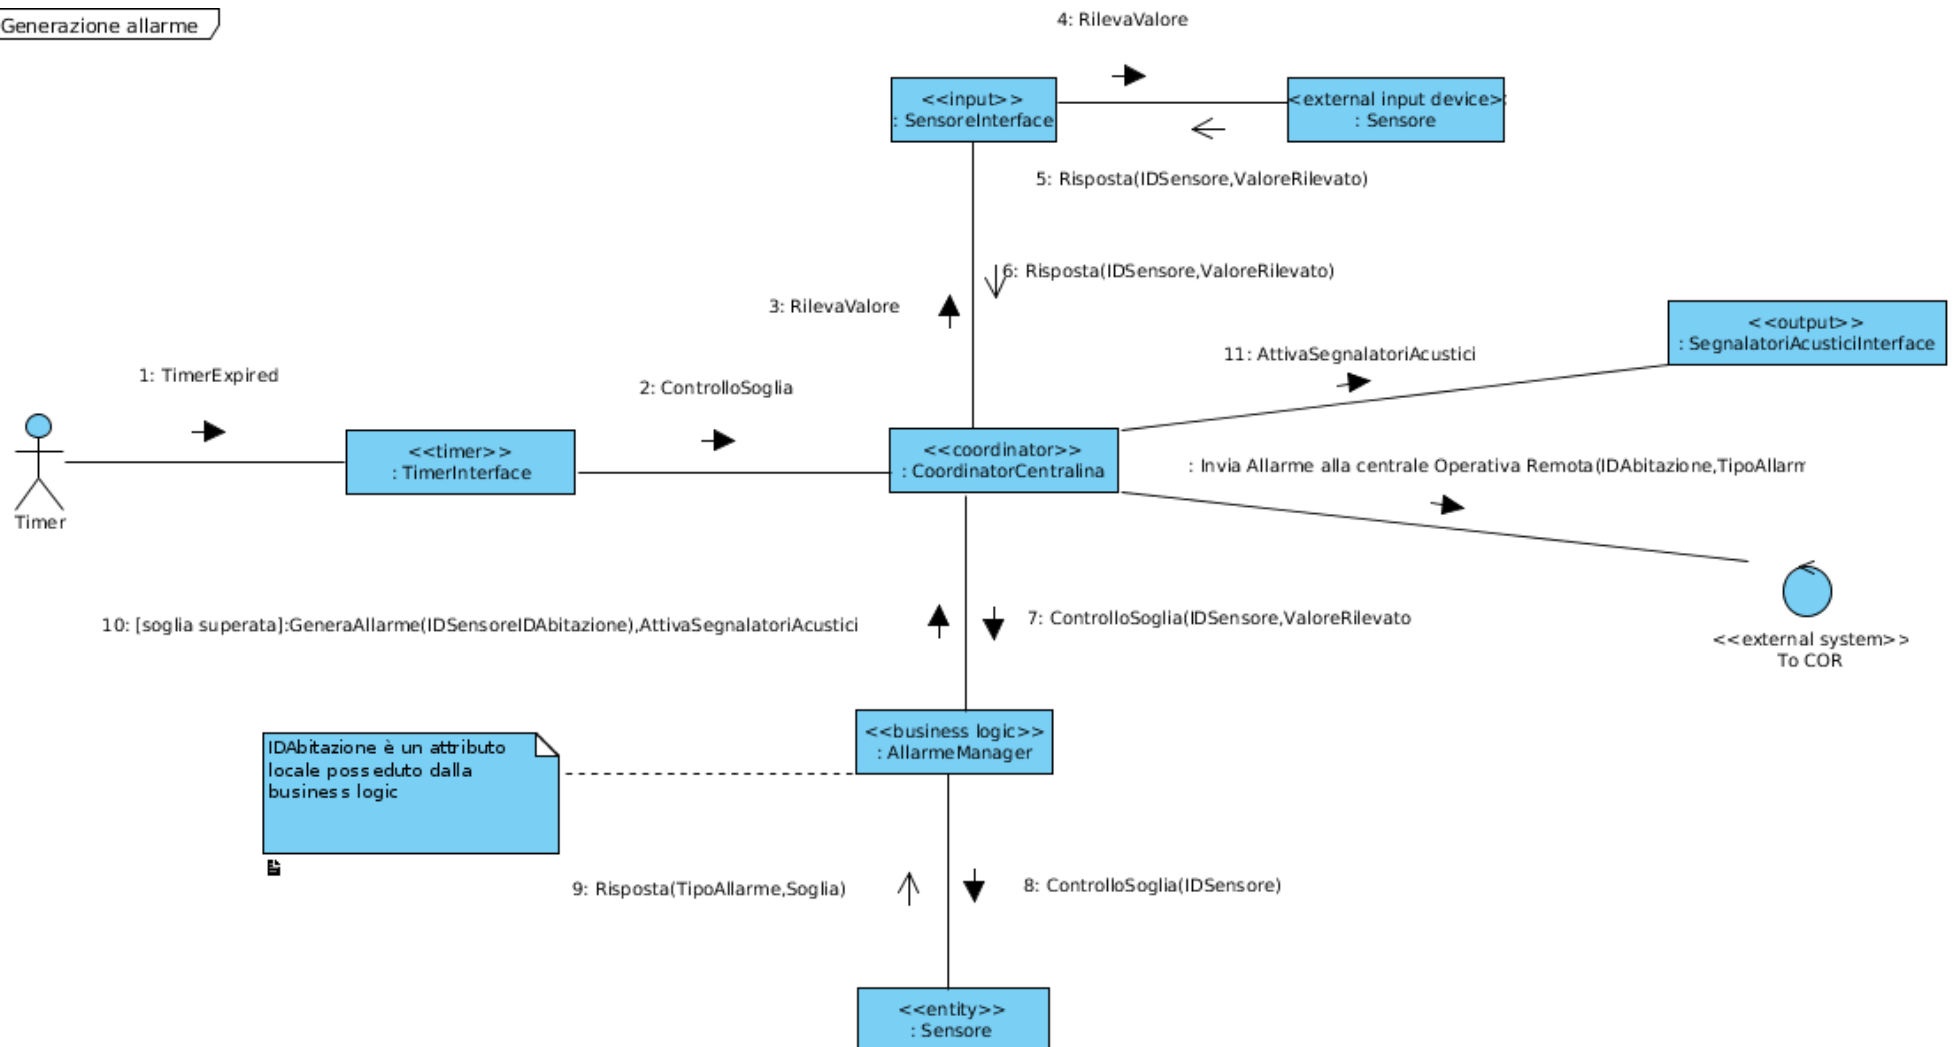 Generazione allarme
4: RilevaValore
<<input>>
: SensoreInterface
<external input device>
: Sensore
5: Risposta(IDSensore,ValoreRilevato)
6: Risposta(IDSensore,ValoreRilevato)
3: RilevaValore
<<output>>
: SegnalatoriAcusticiInterface
11: AttivaSegnalatoriAcustici
1: TimerExpired
2: ControlloSoglia
<<timer>>
: TimerInterface
<<coordinator>>
: CoordinatorCentralina
: Invia Allarme alla centrale Operativa Remota(IDAbitazione,TipoAllarm
Timer
10: [soglia superata]:GeneraAllarme(IDSensoreIDAbitazione),AttivaSegnalatoriAcustici
7: ControlloSoglia(IDSensore,ValoreRilevato
<<external system>>
To COR
<<business logic>>
: AllarmeManager
IDAbitazione è un attributo
locale posseduto dalla
business logic
9: Risposta(TipoAllarme,Soglia)
8: ControlloSoglia(IDSensore)
<<entity>>
: Sensore